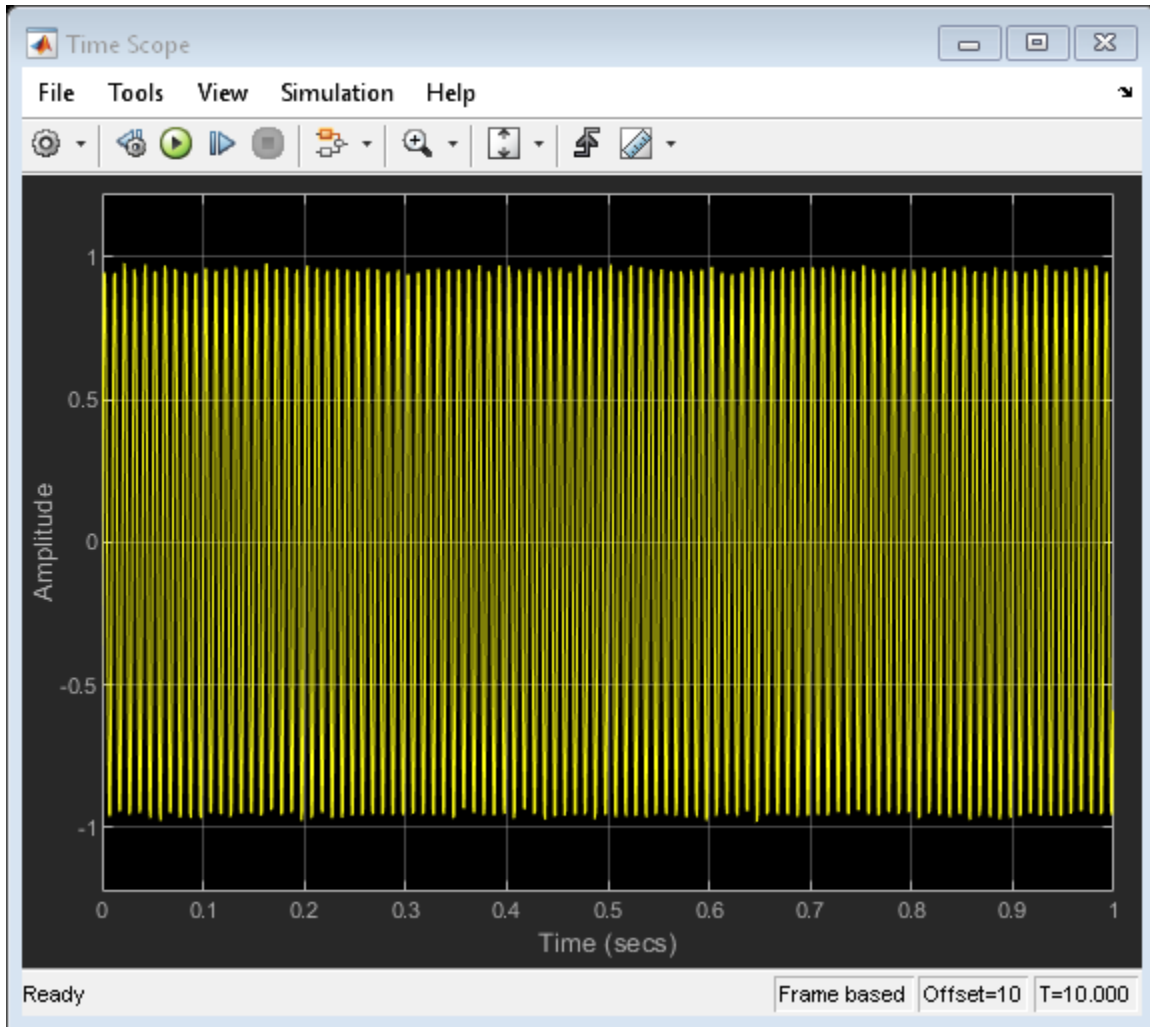 Time Scope
File Tools View Simulation Help
1
0.5
0
-0.5
-1
Amplitude
0 0.1 0.2 0.3 0.4 0.5 0.6 0.7 0.8 0.9 1
Time (secs)
Ready Frame based Offset=10 T=10.000